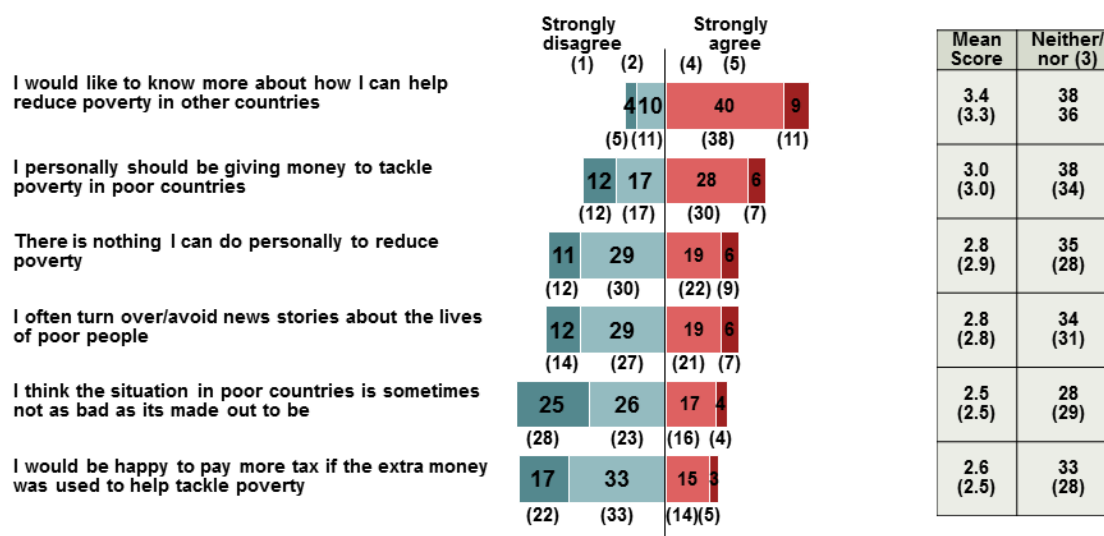 Strongly disagree
Strongly agree
(1) (2) (4) (5)
Mean Score
Neither/ nor (3)
I would like to know more about how I can help
reduce poverty in other countries
4 10 40 9
(5) (11) (38) (11)
3.4 38
(3.3) 36
I personally should be giving money to tackle
poverty in poor countries
12 17 28 6
(12) (17) (30) (7)
3.0 38
(3.0) (34)
There is nothing I can do personally to reduce
poverty
11 29 19 6
(12) (30) (22) (9)
2.8 35
(2.9) (28)
I often turn over/avoid news stories about the lives
of poor people
12 29 19 6
(14) (27) (21) (7)
2.8 34
(2.8) (31)
I think the situation in poor countries is sometimes
not as bad as its made out to be
25 26 17 4
(28) (23) (16) (4)
2.5 28
(2.5) (29)
I would be happy to pay more tax if the extra money
was used to help tackle poverty
17 33 15 3
(22) (33) (14) (5)
2.6 33
(2.5) (28)